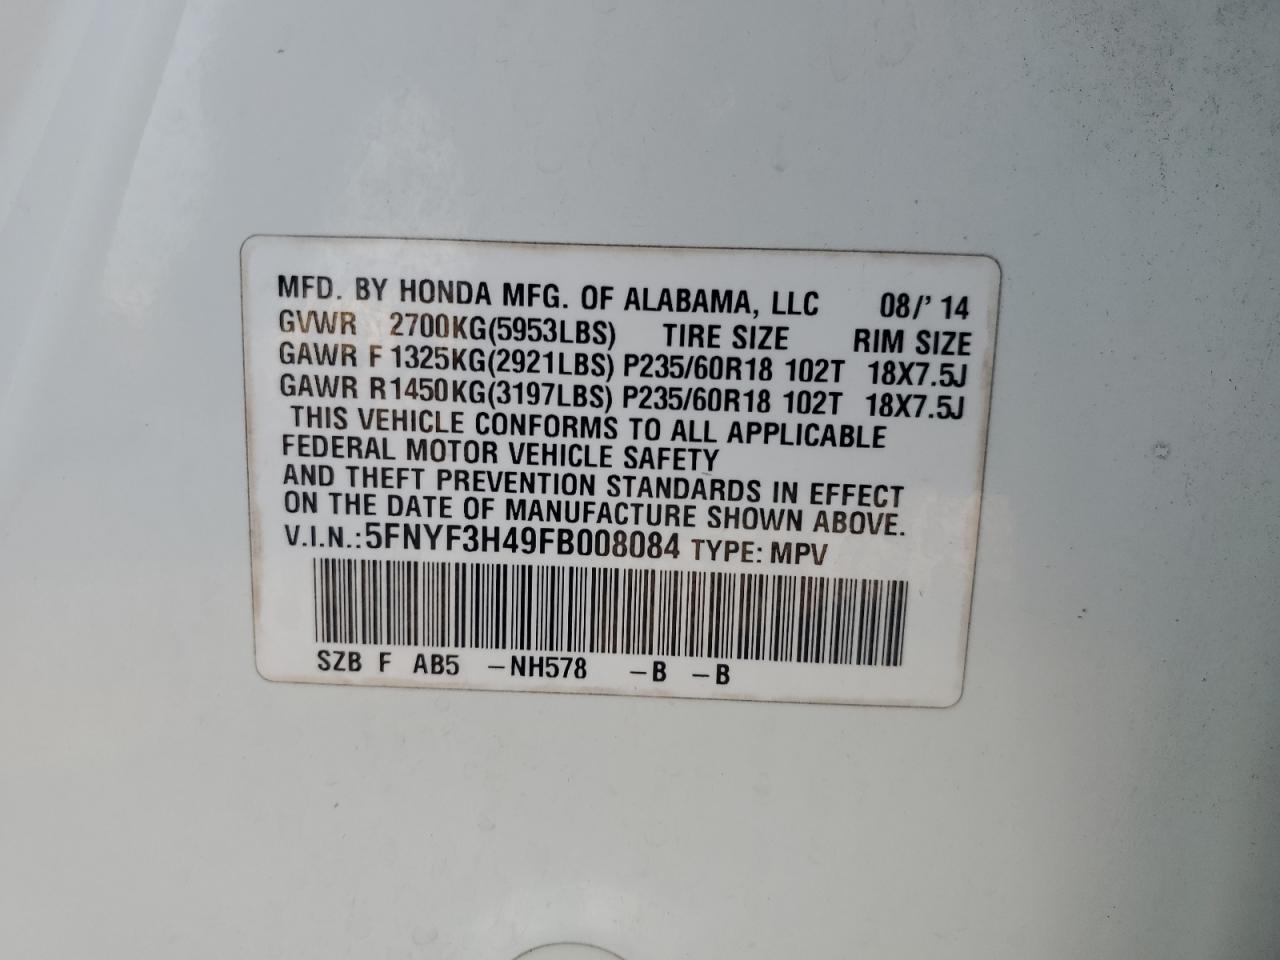 MFD. BY HONDA MFG. OF ALABAMA, LLC 08/' 14
GVWR 2700KG(5953LBS) TIRE SIZE RIM SIZE
GAWR F 1325KG(2921LBS) P235/60R18 102T 18X7.5J
GAWR R1450KG(3197LBS) P235/60R18 102T 18X7.5J
THIS VEHICLE CONFORMS TO ALL APPLICABLE
FEDERAL MOTOR VEHICLE SAFETY
AND THEFT PREVENTION STANDARDS IN EFFECT
ON THE DATE OF MANUFACTURE SHOWN ABOVE.
V.I.N.:5FNYF3H49FB008084 TYPE: MPV
SZB F AB5 -NH578 -B -B